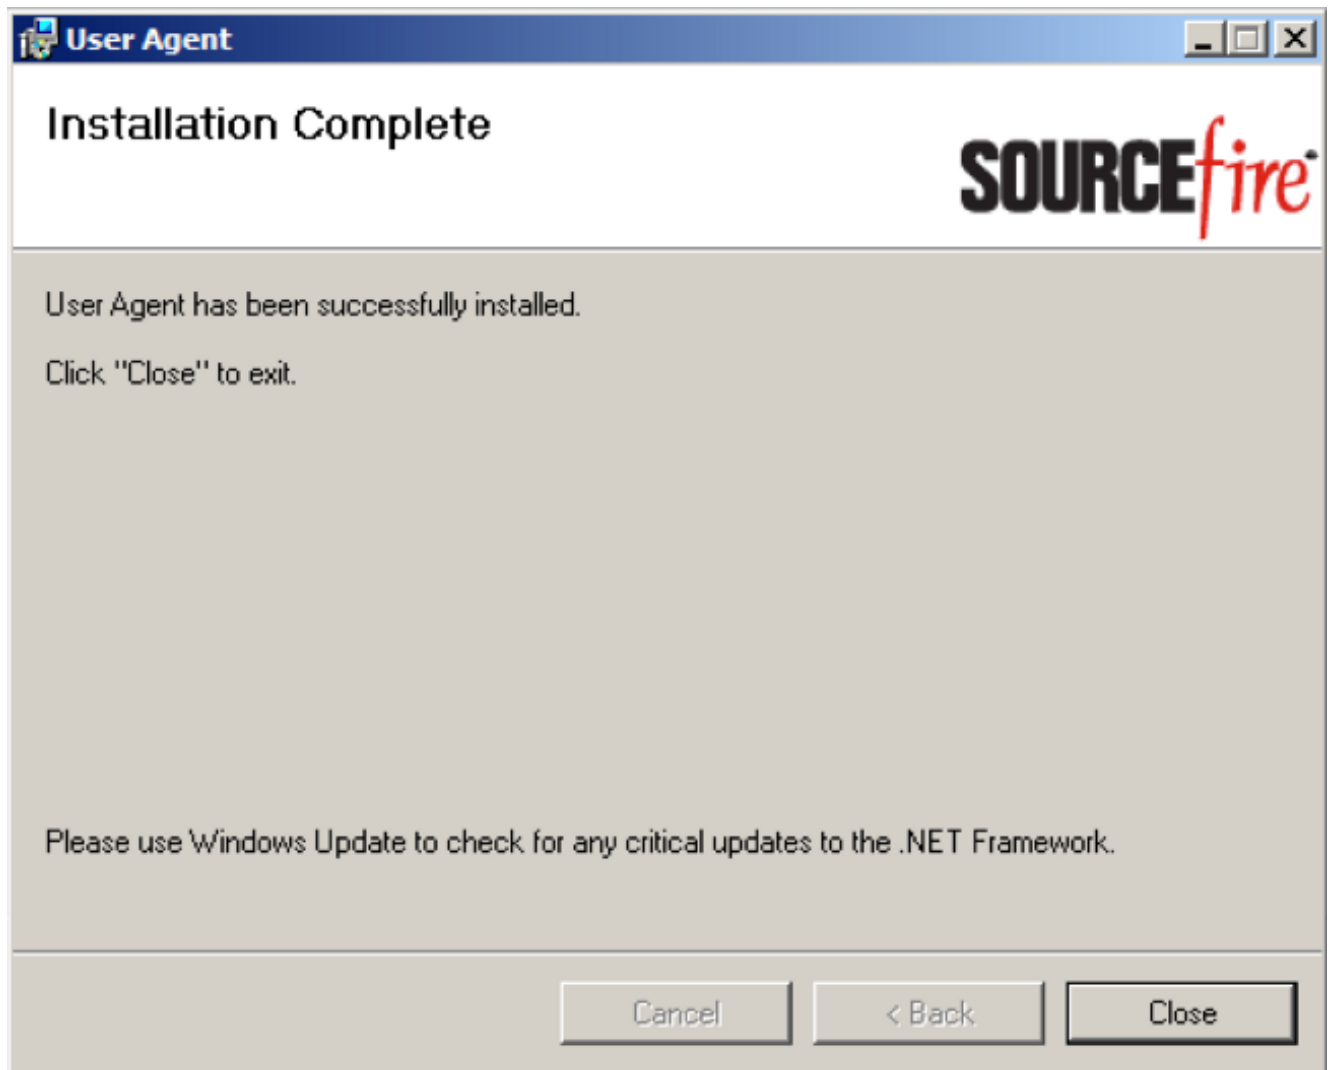 User Agent
Installation Complete
SOURCEfire
User Agent has been successfully installed.
Click "Close" to exit.
Please use Windows Update to check for any critical updates to the .NET Framework.
Cancel
< Back
Close